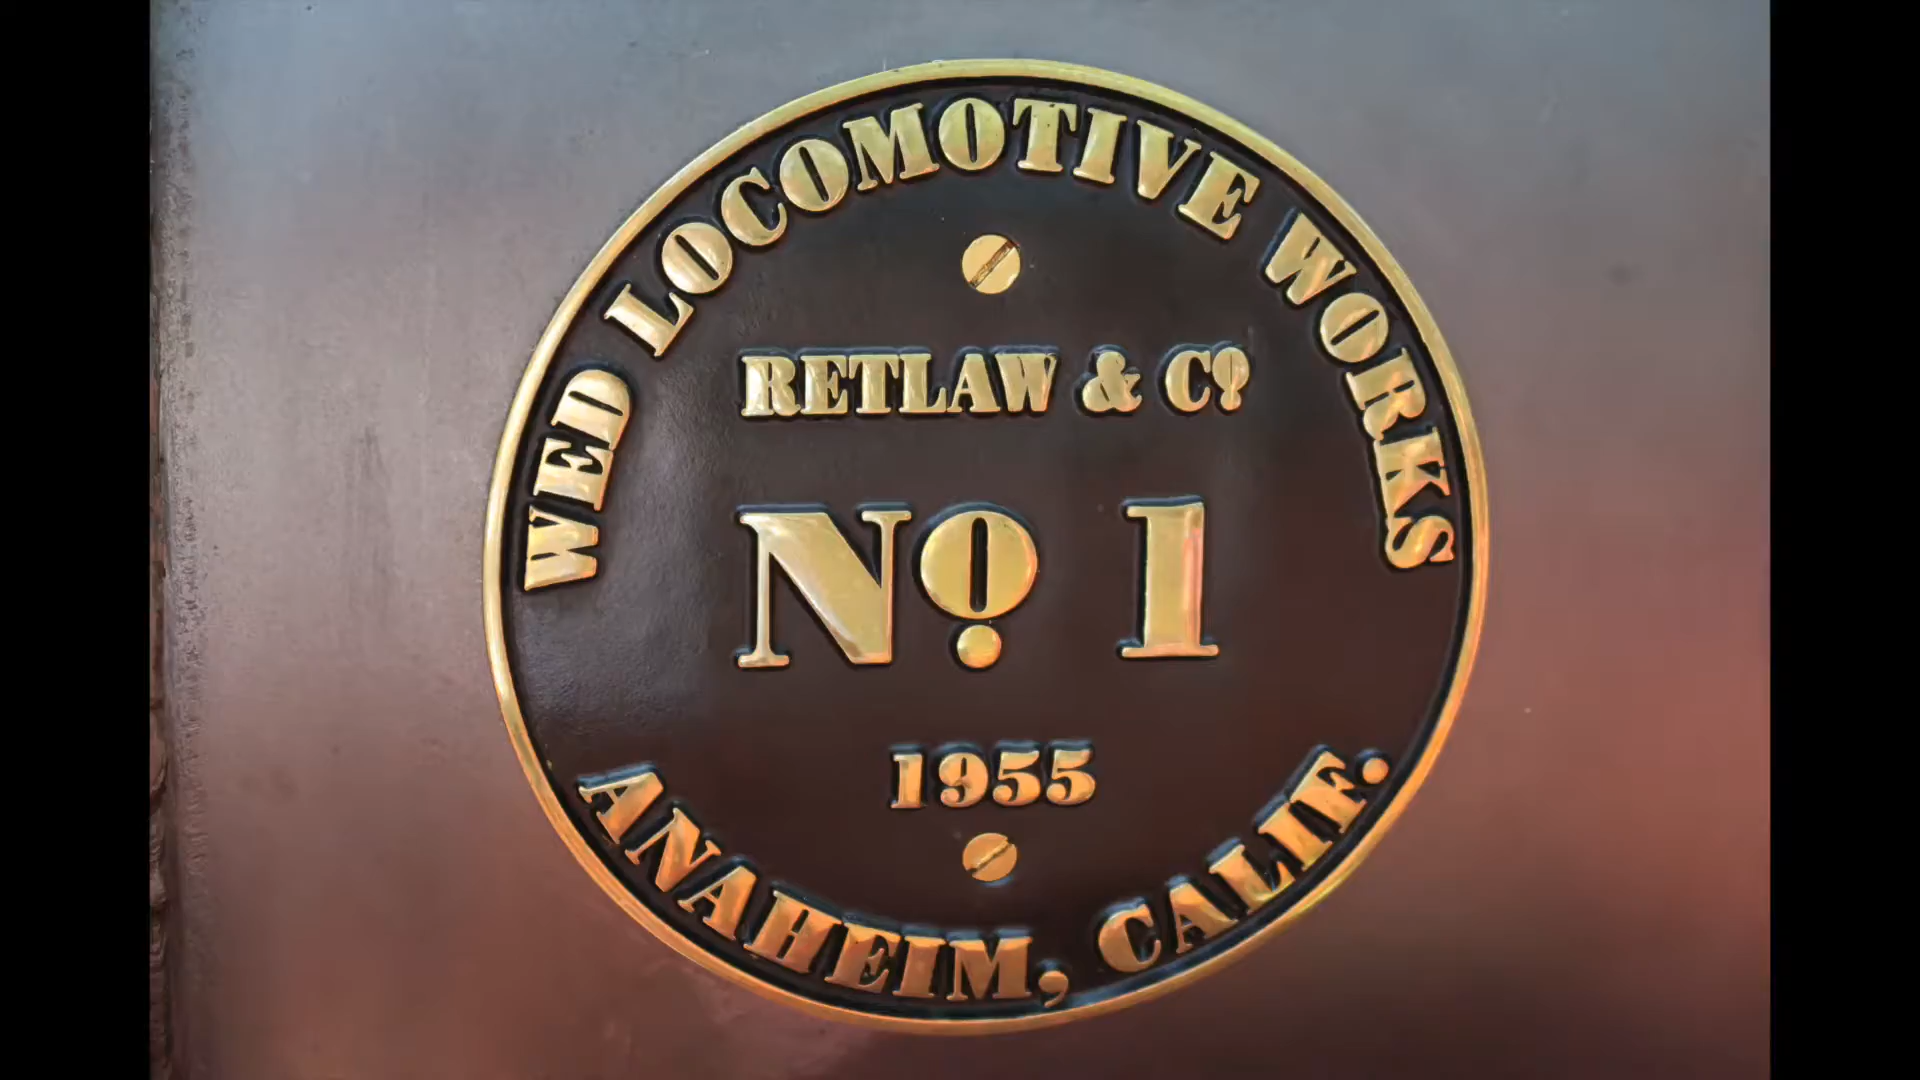 WED LOCOMOTIVE WORKS
RETLAW & Co.
No. 1
1955
ANAHEIM, CALIF.